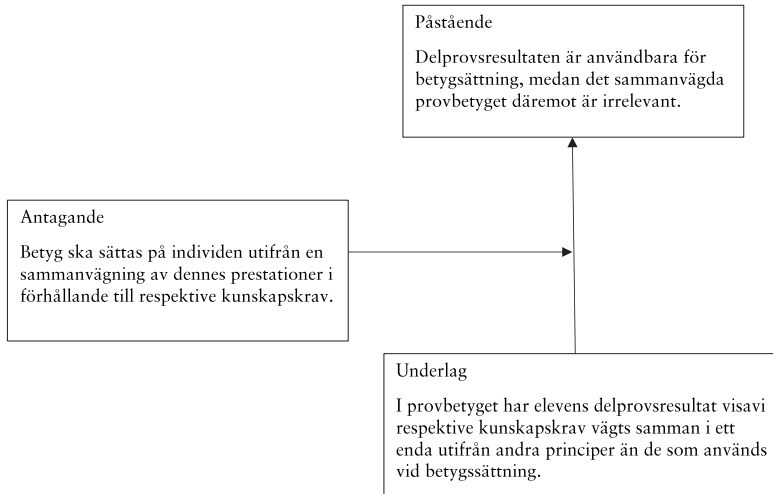 Påstående
Delprovsresultaten är användbara för
betygsättning, medan det sammanvägda
provbetyget däremot är irrelevant.
Antagande
Betyg ska sättas på individen utifrån en
sammanvägning av dennes prestationer i
förhållande till respektive kunskapskrav.
Underlag
I provbetyget har elevens delprovsresultat visavi
respektive kunskapskrav vägts samman i ett
enda utifrån andra principer än de som används
vid betygssättning.